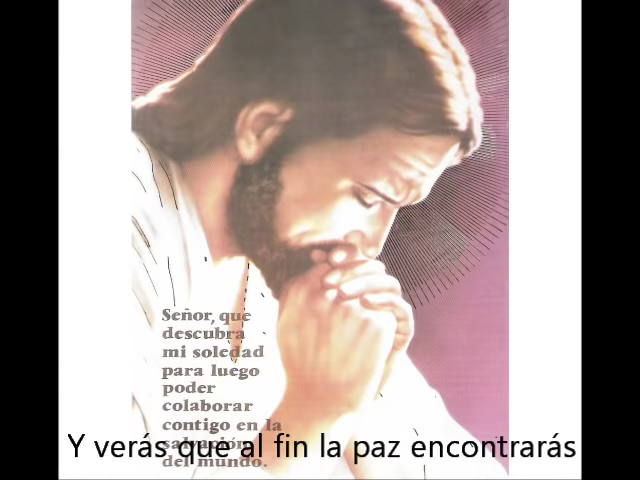 Señor, que
descubra
mi soledad
para luego
poder
colaborar
contigo en la
salvación
del mundo.
Y verás que al fin la paz encontrarás